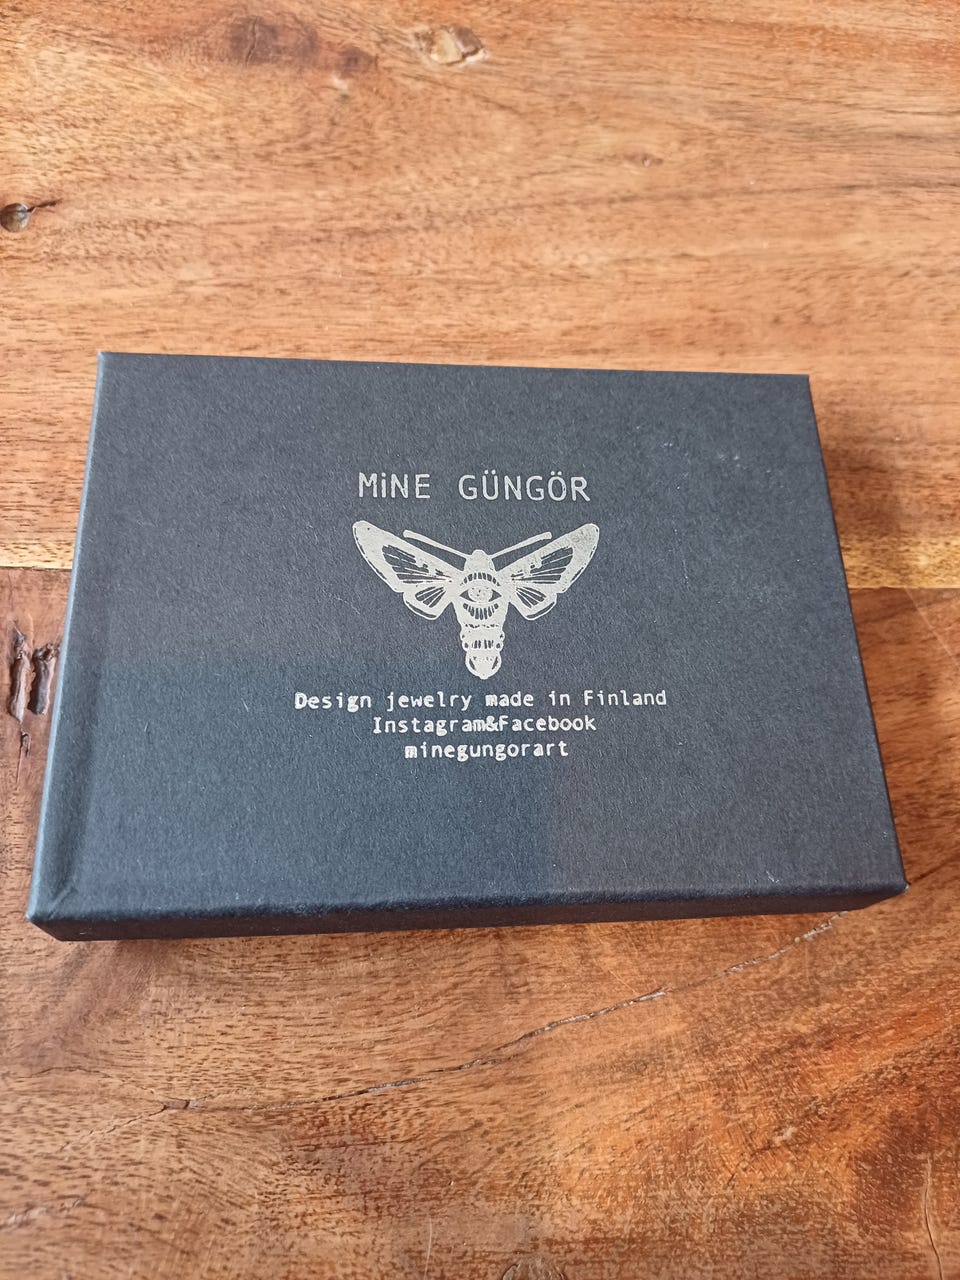 MiNE GÜNGÖR
Design jewelry made in Finland
Instagram&Facebook
minegungorart